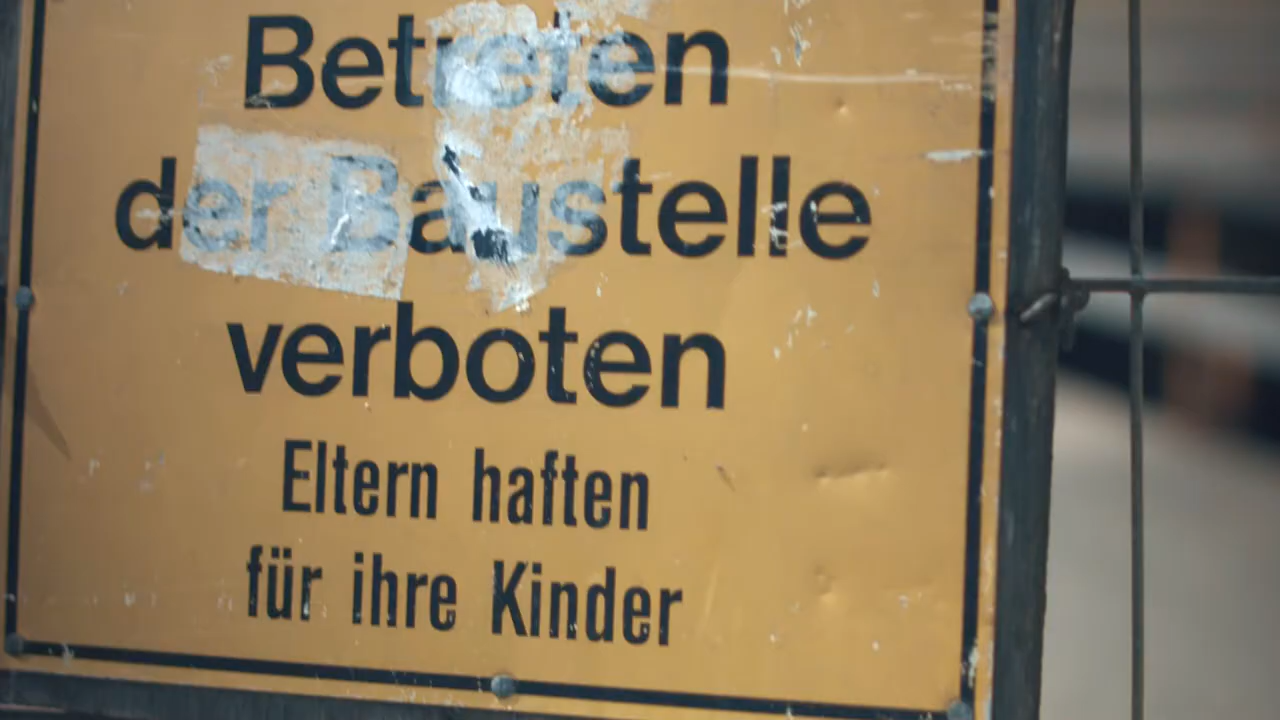 Betreten
der Baustelle
verboten
Eltern haften
für ihre Kinder